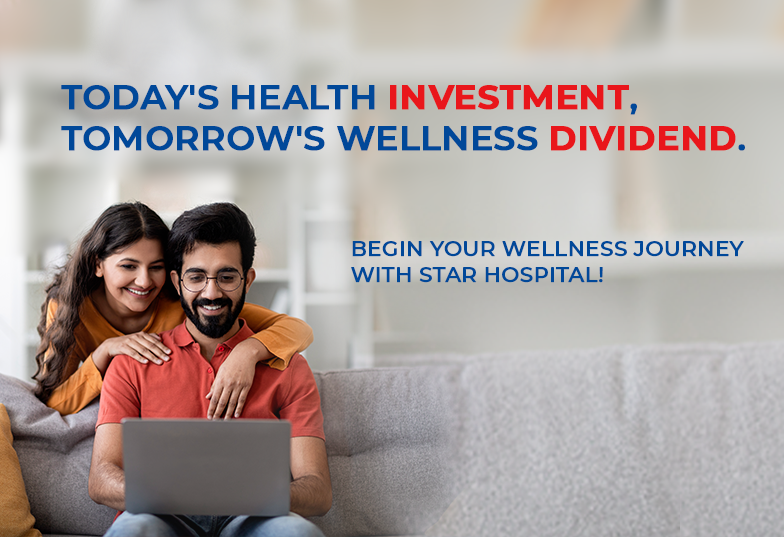 TODAY'S HEALTH INVESTMENT,
TOMORROW'S WELLNESS DIVIDEND.
BEGIN YOUR WELLNESS JOURNEY
WITH STAR HOSPITAL!